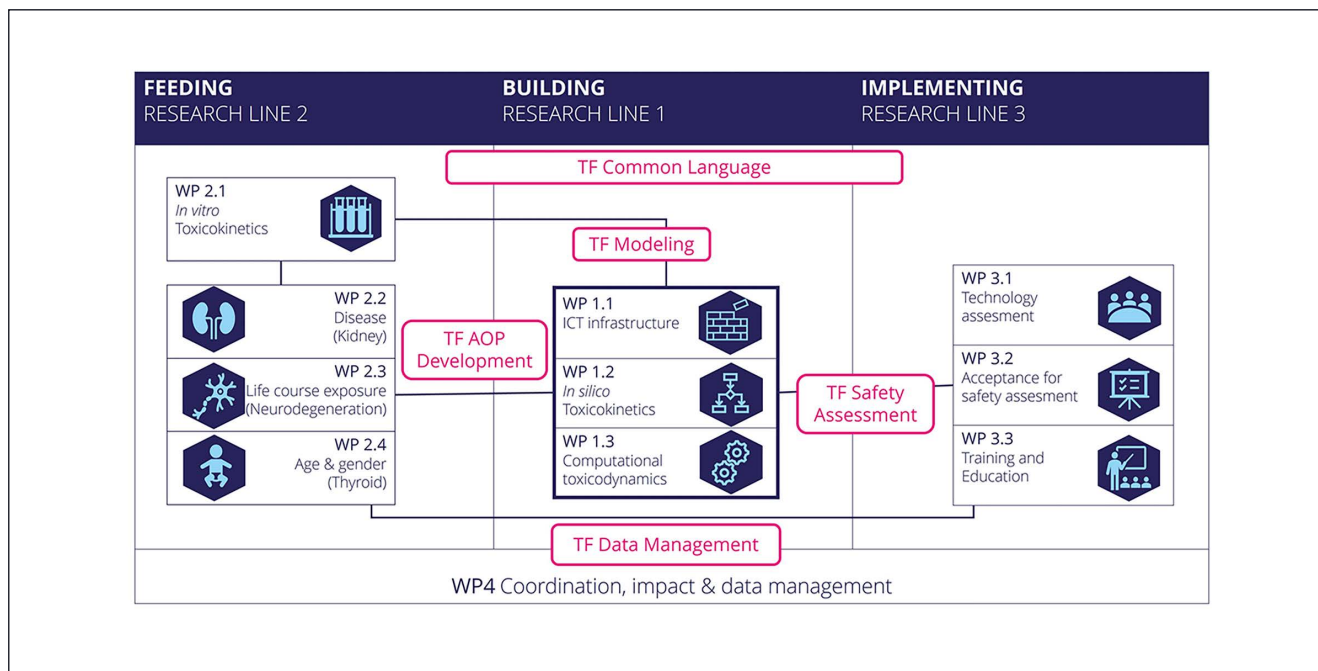 FEEDING
RESEARCH LINE 2
BUILDING
RESEARCH LINE 1
IMPLEMENTING
RESEARCH LINE 3
TF Common Language
WP 2.1
In vitro
Toxicokinetics
TF Modeling
WP 2.2
Disease
(Kidney)
WP 2.3
Life course exposure
(Neurodegeneration)
WP 2.4
Age & gender
(Thyroid)
TF AOP
Development
WP 1.1
ICT infrastructure
WP 1.2
In silico
Toxicokinetics
WP 1.3
Computational
toxicodynamics
TF Safety
Assessment
WP 3.1
Technology
assesment
WP 3.2
Acceptance for
safety assesment
WP 3.3
Training and
Education
TF Data Management
WP4 Coordination, impact & data management